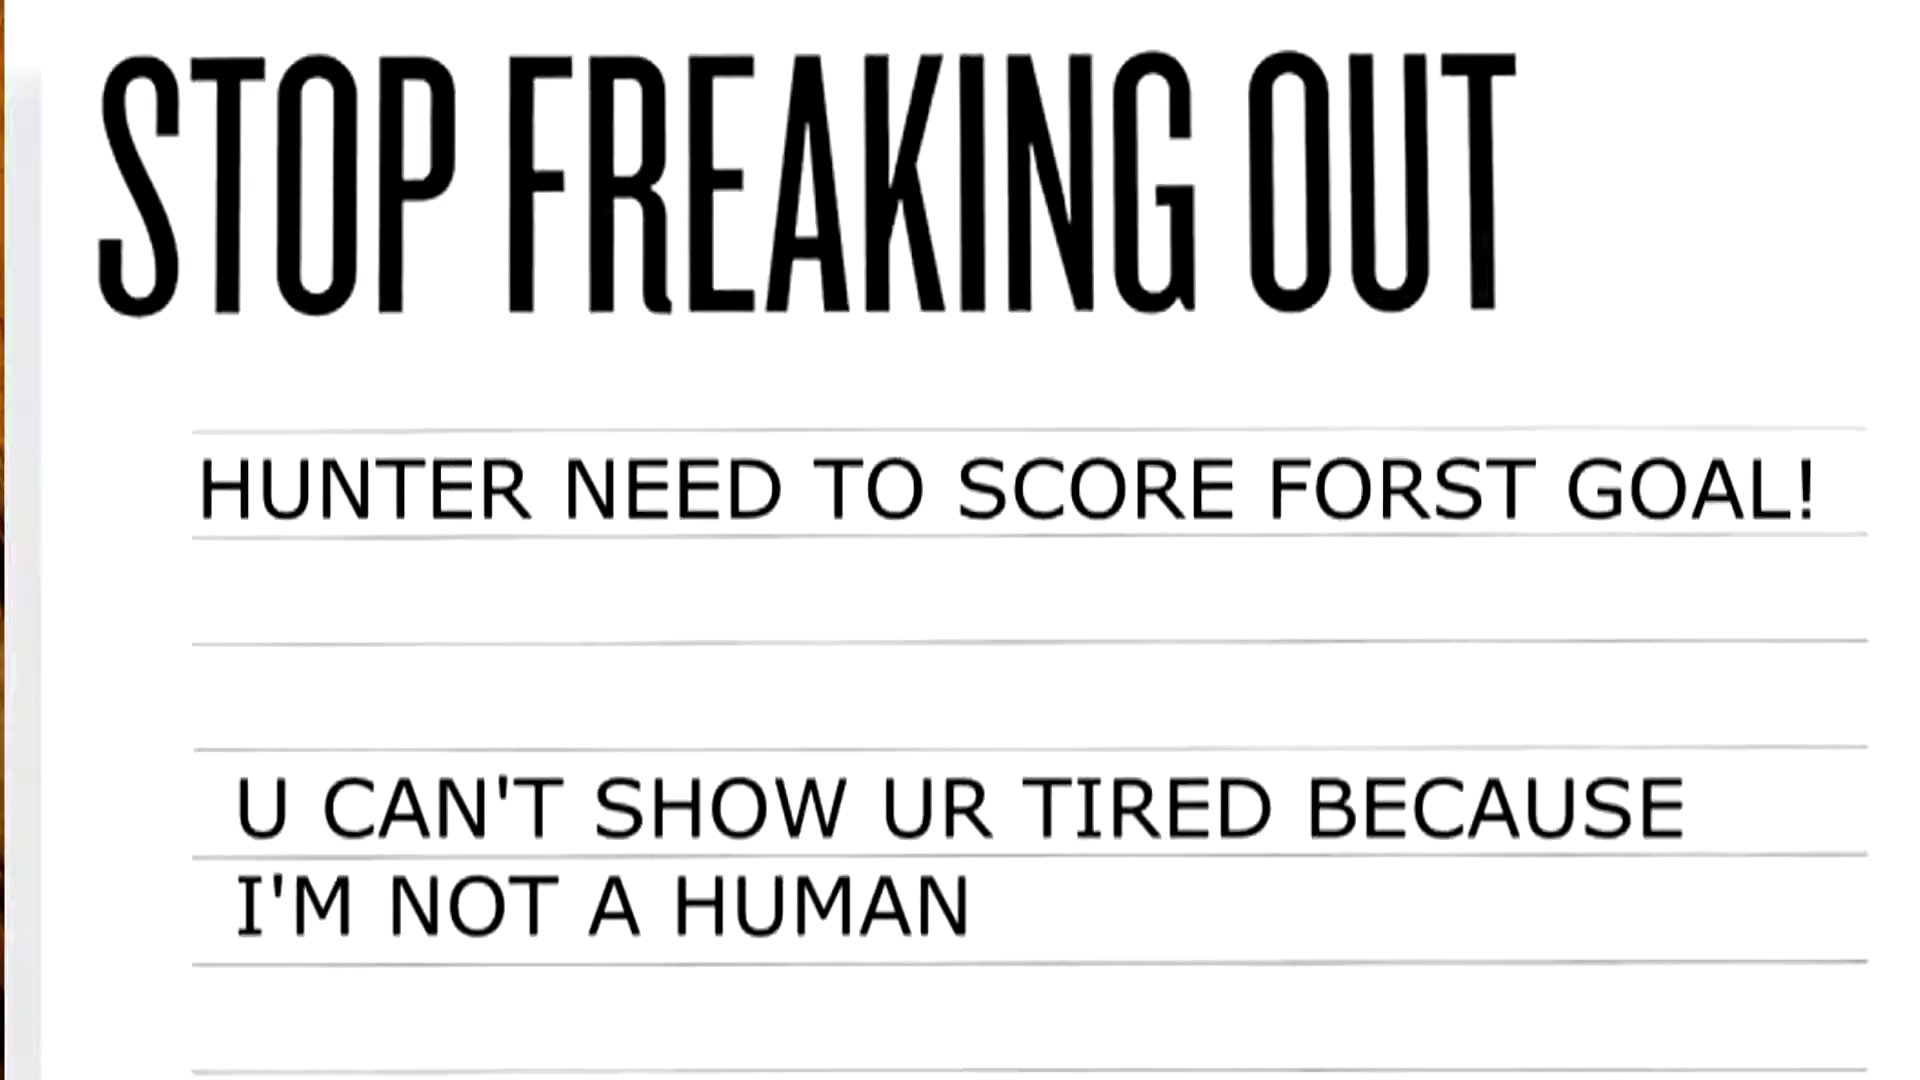 STOP FREAKING OUT
HUNTER NEED TO SCORE FORST GOAL!
U CAN'T SHOW UR TIRED BECAUSE
I'M NOT A HUMAN